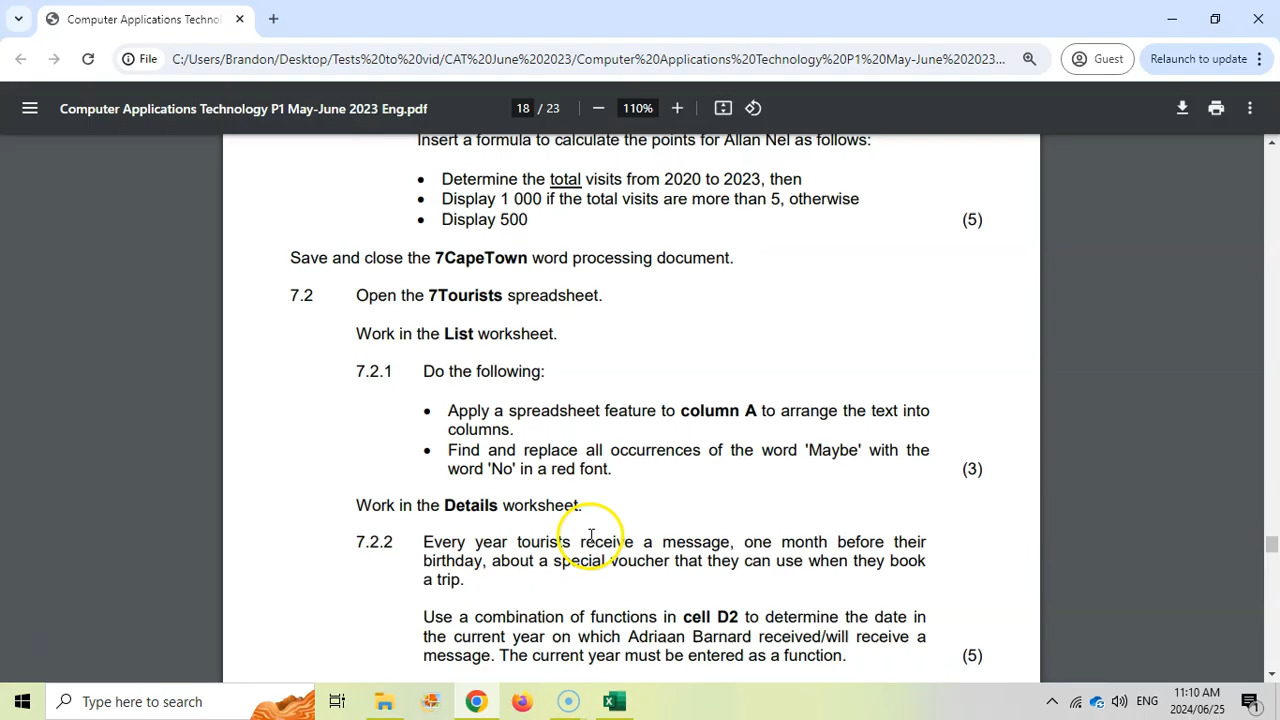 Computer Applications Techno
File
C:/Users/Brandon/Desktop/Tests%20to%20vid/CAT%20June%202023/Computer%20Applications%20Technology%20P1%20May-June%202023...
Guest
Relaunch to update
Computer Applications Technology P1 May-June 2023 Eng.pdf
18 / 23
110%
Insert a formula to calculate the points for Allan Nel as follows:
• Determine the total visits from 2020 to 2023, then
• Display 1 000 if the total visits are more than 5, otherwise
• Display 500 (5)
Save and close the 7CapeTown word processing document.
7.2 Open the 7Tourists spreadsheet.
Work in the List worksheet.
7.2.1 Do the following:
• Apply a spreadsheet feature to column A to arrange the text into
columns.
• Find and replace all occurrences of the word 'Maybe' with the
word 'No' in a red font. (3)
Work in the Details worksheet.
7.2.2 Every year tourists receive a message, one month before their
birthday, about a special voucher that they can use when they book
a trip.
Use a combination of functions in cell D2 to determine the date in
the current year on which Adriaan Barnard received/will receive a
message. The current year must be entered as a function. (5)
Type here to search
11:10 AM
2024/06/25